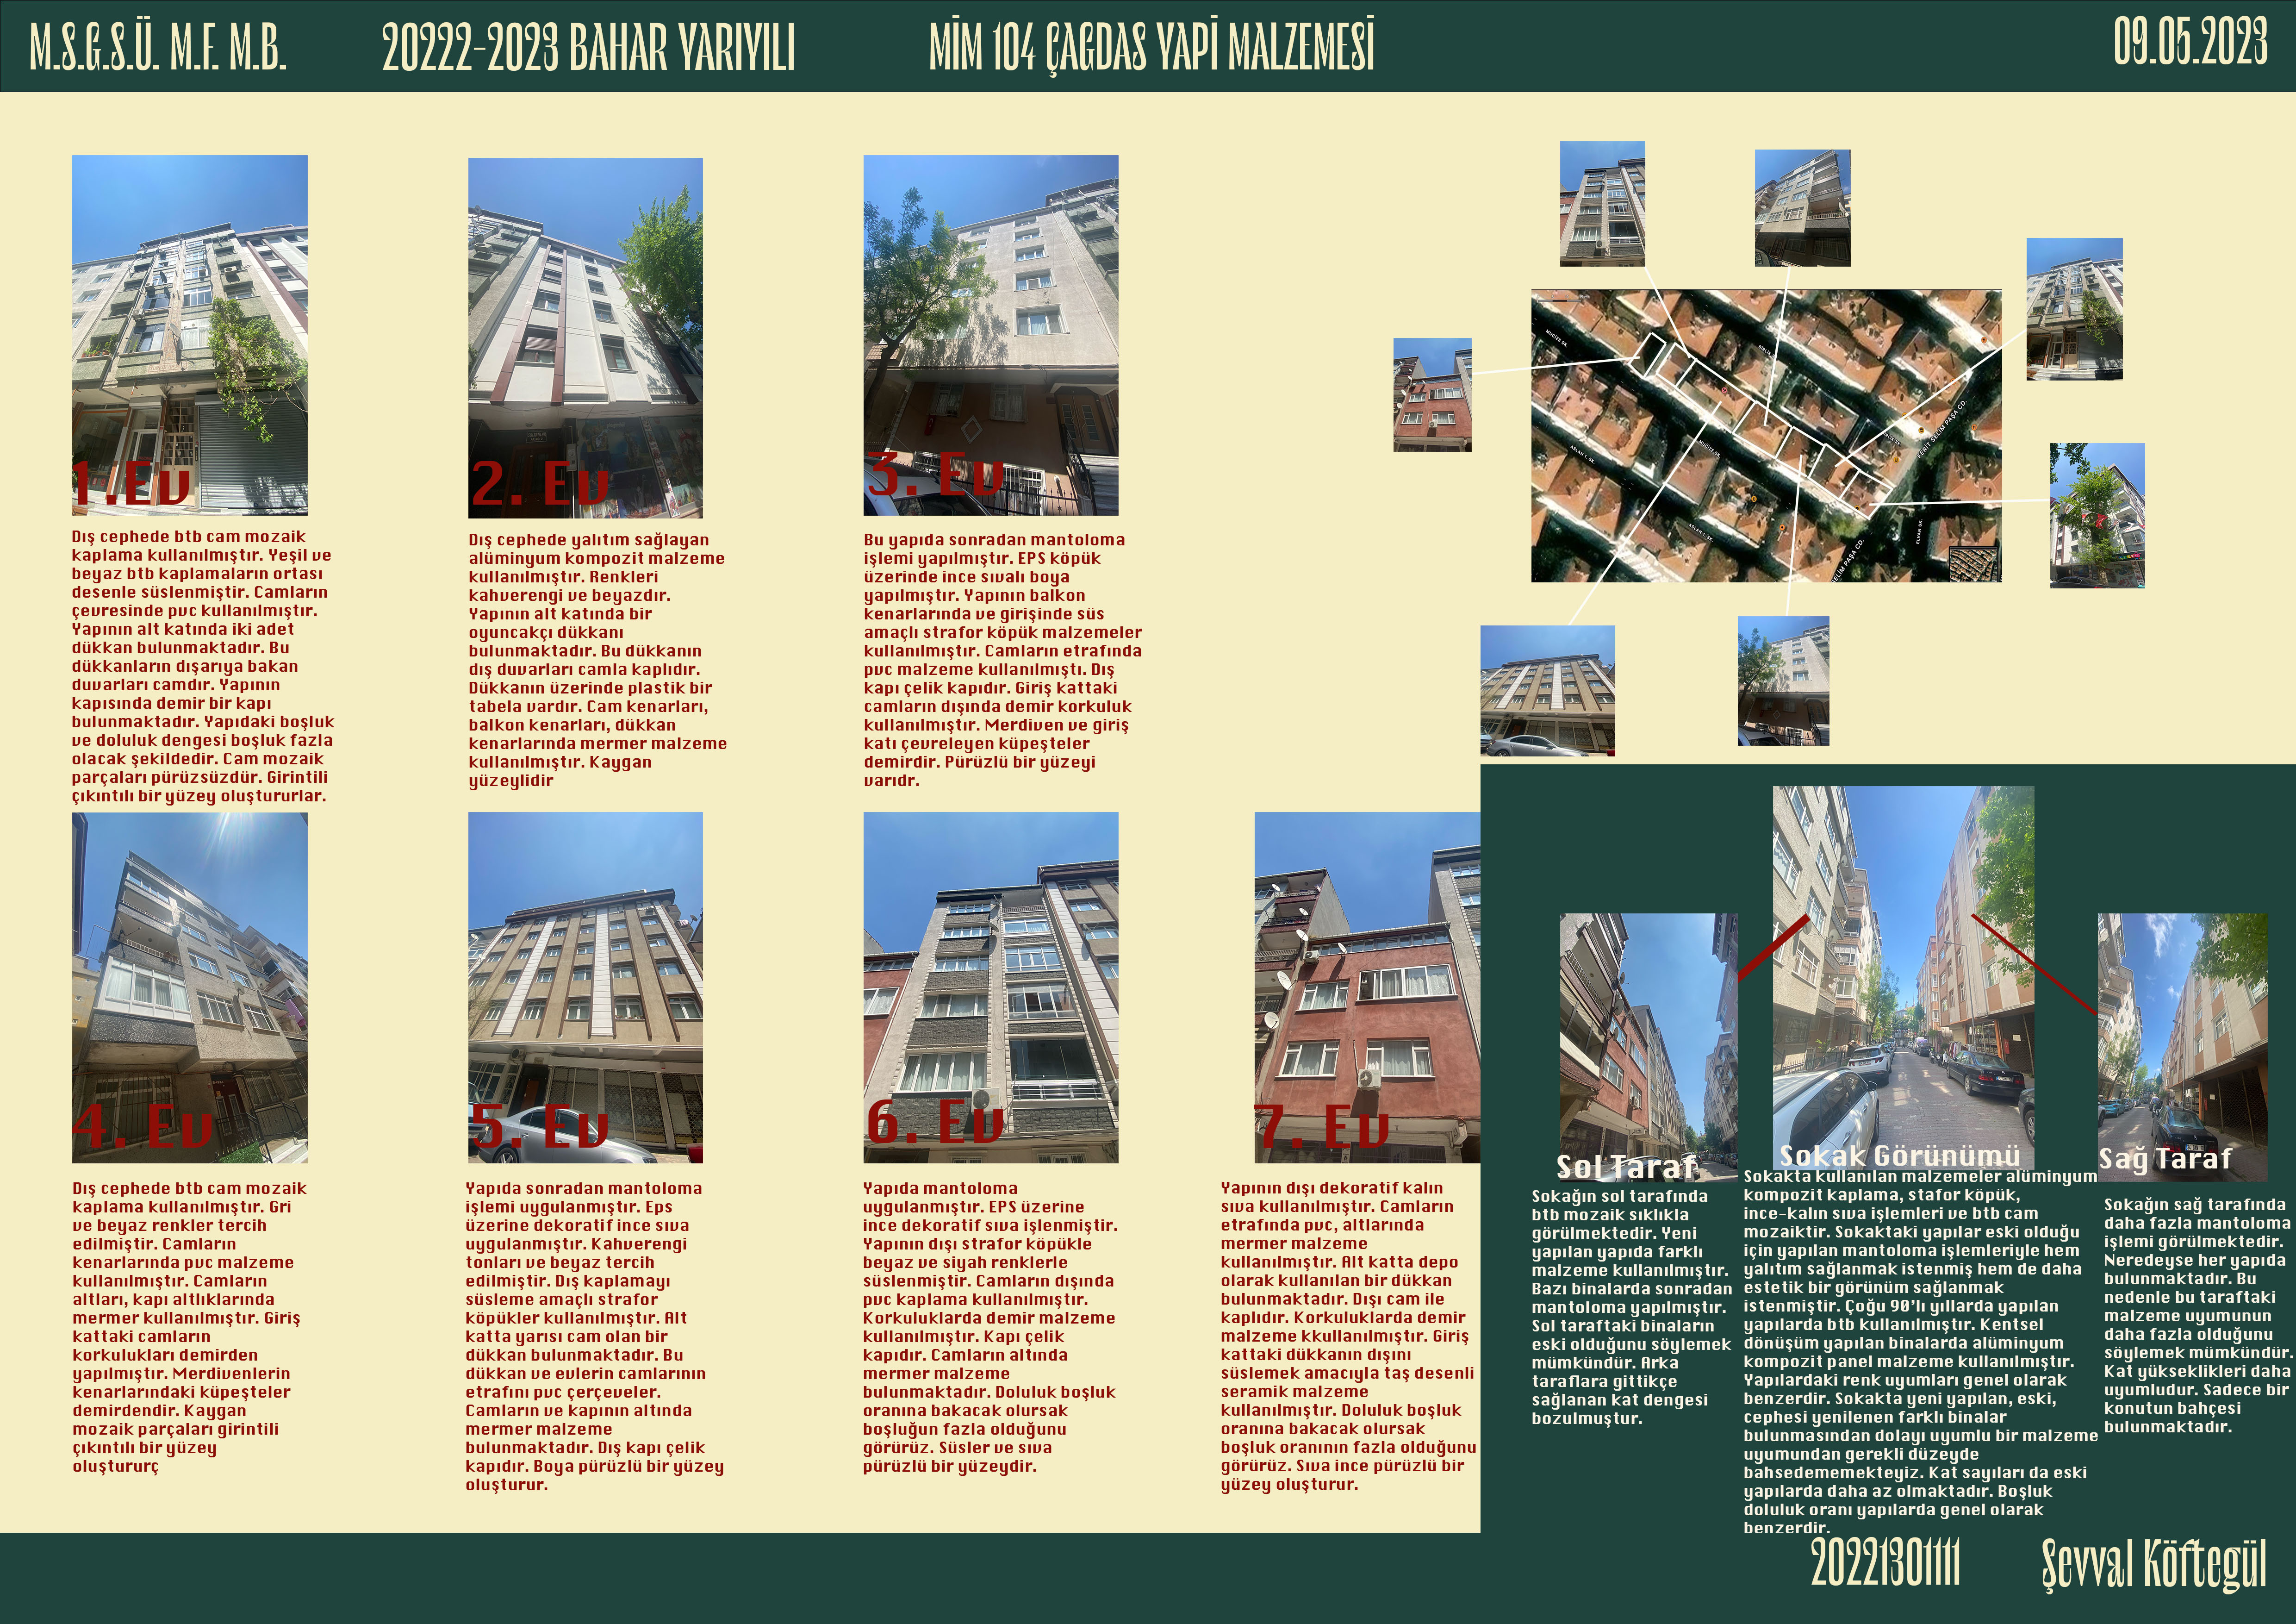 M.S.G.S.Ü. M.F. M.B.
20222-2023 BAHAR YARIYILI
MİM 104 ÇAGDAS YAPİ MALZEMESİ
09.05.2023
1.Ev
Dış cephede btb cam mozaik
kaplama kullanılmıştır. Yeşil ve
beyaz btb kaplamaların ortası
desenle süslenmiştir. Camların
çevresinde pvc kullanılmıştır.
Yapının alt katında iki adet
dükkan bulunmaktadır. Bu
dükkanların dışarıya bakan
duvarları camdır. Yapının
kapısında demir bir kapı
bulunmaktadır. Yapıdaki boşluk
ve doluluk dengesi boşluk fazla
olacak şekildedir. Cam mozaik
parçaları pürüzsüzdür. Girintili
çıkıntılı bir yüzey oluştururlar.
2. Ev
Dış cephede yalıtım sağlayan
alüminyum kompozit malzeme
kullanılmıştır. Renkleri
kahverengi ve beyazdır.
Yapının alt katında bir
oyuncakçı dükkanı
bulunmaktadır. Bu dükkanın
dış duvarları camla kaplıdır.
Dükkanın üzerinde plastik bir
tabela vardır. Cam kenarları,
balkon kenarları, dükkan
kenarlarında mermer malzeme
kullanılmıştır. Kaygan
yüzeylidir
3. Ev
Bu yapıda sonradan mantoloma
işlemi yapılmıştır. EPS köpük
üzerinde ince sıvalı boya
yapılmıştır. Yapının balkon
kenarlarında ve girişinde süs
amaçlı strafor köpük malzemeler
kullanılmıştır. Camların etrafında
pvc malzeme kullanılmıştı. Dış
kapı çelik kapıdır. Giriş kattaki
camların dışında demir korkuluk
kullanılmıştır. Merdiven ve giriş
katı çevreleyen küpeşteler
demirdir. Pürüzlü bir yüzeyi
varıdr.
MUCİZE SK.
ASLAN 1. SK.
MUCİZE SK.
ASLAN 1. SK.
FERİT SELİM PAŞA CD.
ELVAN SK.
SELİM PAŞA CD.
4. Ev
Dış cephede btb cam mozaik
kaplama kullanılmıştır. Gri
ve beyaz renkler tercih
edilmiştir. Camların
kenarlarında pvc malzeme
kullanılmıştır. Camların
altları, kapı altlıklarında
mermer kullanılmıştır. Giriş
kattaki camların
korkulukları demirden
yapılmıştır. Merdivenlerin
kenarlarındaki küpeşteler
demirdendir. Kaygan
mozaik parçaları girintili
çıkıntılı bir yüzey
oluştururç
5. Ev
Yapıda sonradan mantoloma
işlemi uygulanmıştır. Eps
üzerine dekoratif ince sıva
uygulanmıştır. Kahverengi
tonları ve beyaz tercih
edilmiştir. Dış kaplamayı
süsleme amaçlı strafor
köpükler kullanılmıştır. Alt
katta yarısı cam olan bir
dükkan bulunmaktadır. Bu
dükkan ve evlerin camlarının
etrafını pvc çerçeveler.
Camların ve kapının altında
mermer malzeme
bulunmaktadır. Dış kapı çelik
kapıdır. Boya pürüzlü bir yüzey
oluşturur.
6. Ev
Yapıda mantoloma
uygulanmıştır. EPS üzerine
ince dekoratif sıva işlenmiştir.
Yapının dışı strafor köpükle
beyaz ve siyah renklerle
süslenmiştir. Camların dışında
pvc kaplama kullanılmıştır.
Korkuluklarda demir malzeme
kullanılmıştır. Kapı çelik
kapıdır. Camların altında
mermer malzeme
bulunmaktadır. Doluluk boşluk
oranına bakacak olursak
boşluğun fazla olduğunu
görürüz. Süsler ve sıva
pürüzlü bir yüzeydir.
7. Ev
Yapının dışı dekoratif kalın
sıva kullanılmıştır. Camların
etrafında pvc, altlarında
mermer malzeme
kullanılmıştır. Alt katta depo
olarak kullanılan bir dükkan
bulunmaktadır. Dışı cam ile
kaplıdır. Korkuluklarda demir
malzeme kkullanılmıştır. Giriş
kattaki dükkanın dışını
süslemek amacıyla taş desenli
seramik malzeme
kullanılmıştır. Doluluk boşluk
oranına bakacak olursak
boşluk oranının fazla olduğunu
görürüz. Sıva ince pürüzlü bir
yüzey oluşturur.
Sol Taraf
Sokağın sol tarafında
btb mozaik sıklıkla
görülmektedir. Yeni
yapılan yapıda farklı
malzeme kullanılmıştır.
Bazı binalarda sonradan
mantoloma yapılmıştır.
Sol taraftaki binaların
eski olduğunu söylemek
mümkündür. Arka
taraflara gittikçe
sağlanan kat dengesi
bozulmuştur.
Sokak Görünümü
Sokakta kullanılan malzemeler alüminyum
kompozit kaplama, stafor köpük,
ince-kalın sıva işlemleri ve btb cam
mozaiktir. Sokaktaki yapılar eski olduğu
için yapılan mantoloma işlemleriyle hem
yalıtım sağlanmak istenmiş hem de daha
estetik bir görünüm sağlanmak
istenmiştir. Çoğu 90'lı yıllarda yapılan
yapılarda btb kullanılmıştır. Kentsel
dönüşüm yapılan binalarda alüminyum
kompozit panel malzeme kullanılmıştır.
Yapılardaki renk uyumları genel olarak
benzerdir. Sokakta yeni yapılan, eski,
cephesi yenilenen farklı binalar
bulunmasından dolayı uyumlu bir malzeme
uyumundan gerekli düzeyde
bahsedememekteyiz. Kat sayıları da eski
yapılarda daha az olmaktadır. Boşluk
doluluk oranı yapılarda genel olarak
benzerdir.
Sağ Taraf
Sokağın sağ tarafında
daha fazla mantoloma
işlemi görülmektedir.
Neredeyse her yapıda
bulunmaktadır. Bu
nedenle bu taraftaki
malzeme uyumunun
daha fazla olduğunu
söylemek mümkündür.
Kat yükseklikleri daha
uyumludur. Sadece bir
konutun bahçesi
bulunmaktadır.
20221301111
Şevval Köftegül